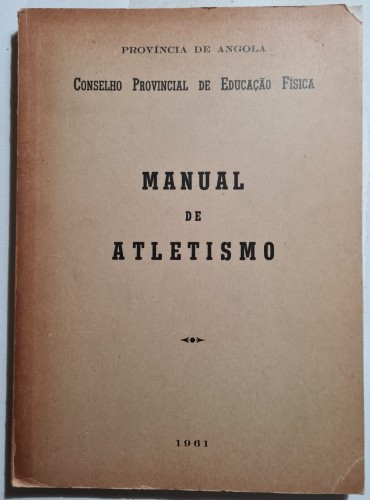 PROVÍNCIA DE ANGOLA
CONSELHO PROVINCIAL DE EDUCAÇÃO FÍSICA
MANUAL
DE
ATLETISMO
1961